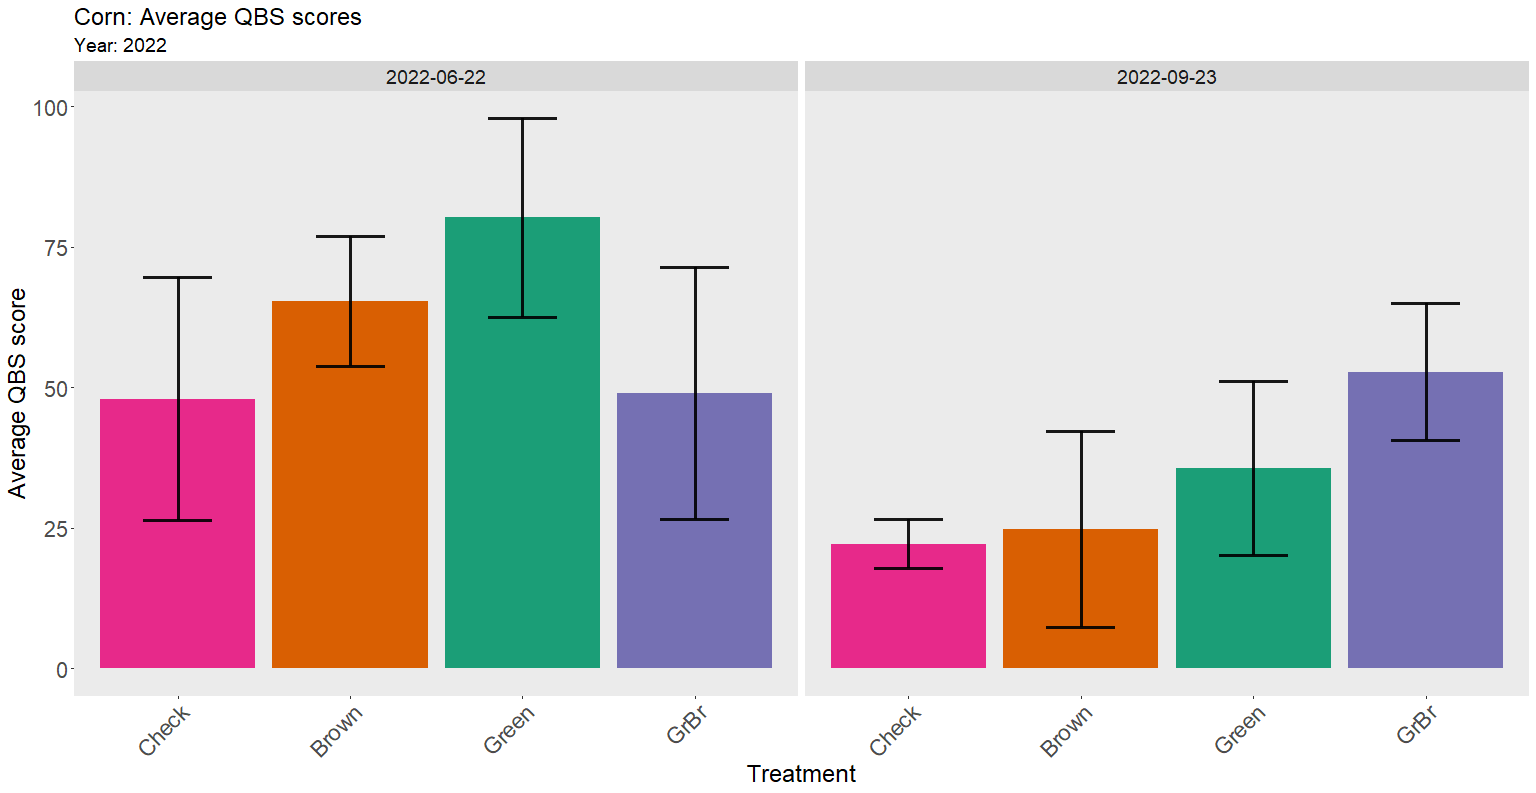 Corn: Average QBS scores
Year: 2022
2022-06-22
2022-09-23
Average QBS score
100
75
50
25
0
Check
Brown
Green
GrBr
Check
Brown
Green
GrBr
Treatment